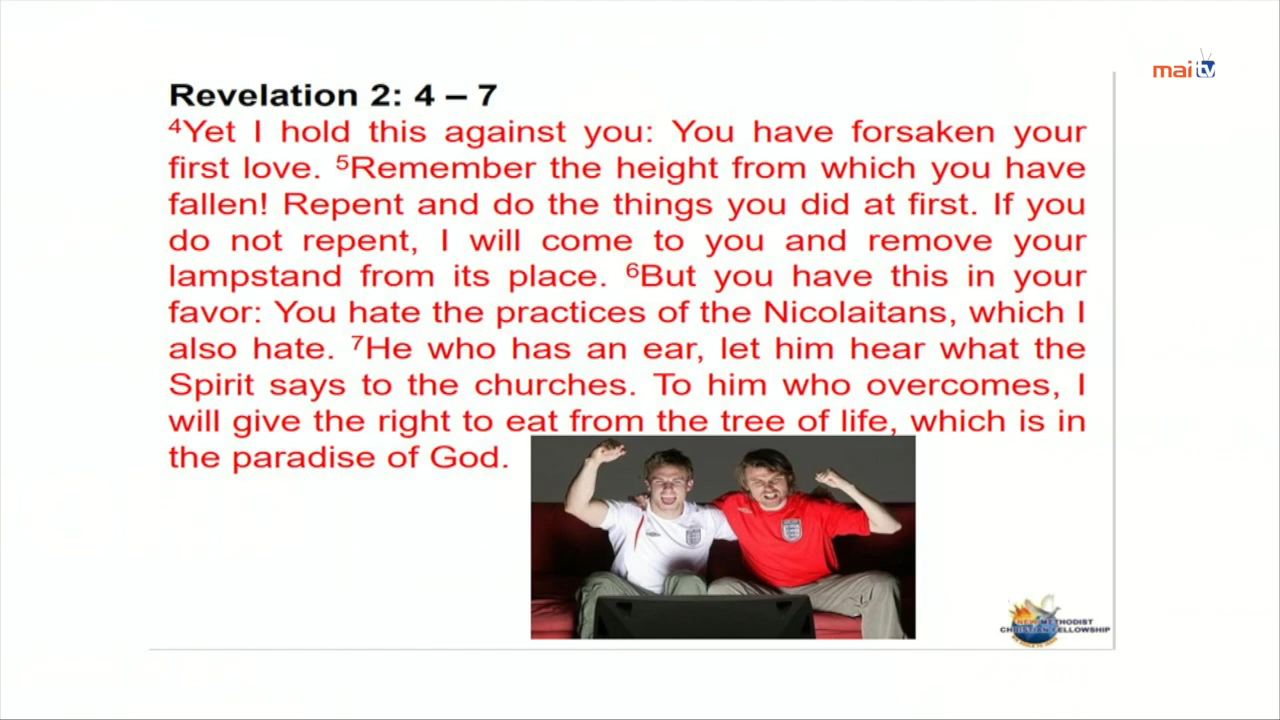 mai tv
Revelation 2: 4 – 7
⁴Yet I hold this against you: You have forsaken your
first love. ⁵Remember the height from which you have
fallen! Repent and do the things you did at first. If you
do not repent, I will come to you and remove your
lampstand from its place. ⁶But you have this in your
favor: You hate the practices of the Nicolaitans, which I
also hate. ⁷He who has an ear, let him hear what the
Spirit says to the churches. To him who overcomes, I
will give the right to eat from the tree of life, which is in
the paradise of God.
NEW METHODIST
CHRISTIAN FELLOWSHIP